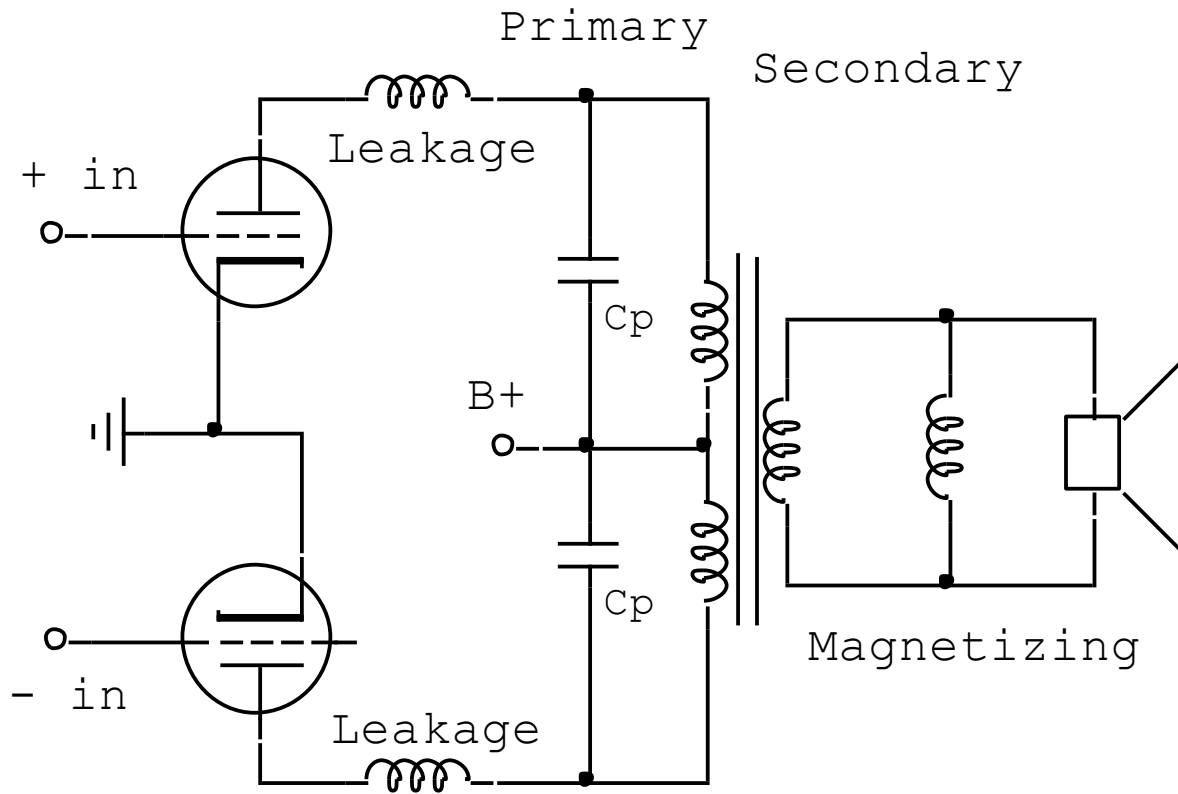 Primary
Secondary
Leakage
+ in
Cp
B+
Cp
Magnetizing
- in
Leakage